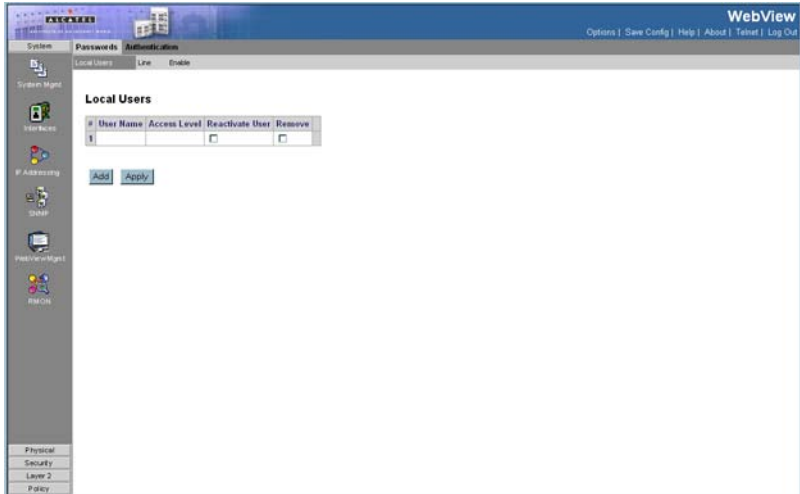 ALCATEL
WebView
Options | Save Config | Help | About | Telnet | Log Out
System
Passwords Authentication
Local Users Line Enable
System Mgmt
Interfaces
IP Addressing
SNMP
WebView Mgmt
RMON
Local Users
# User Name Access Level Reactivate User Remove
1
Add Apply
Physical
Security
Layer 2
Policy